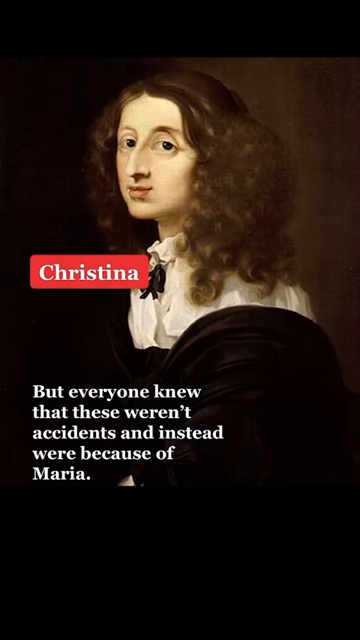 Christina
But everyone knew
that these weren’t
accidents and instead
were because of
Maria.